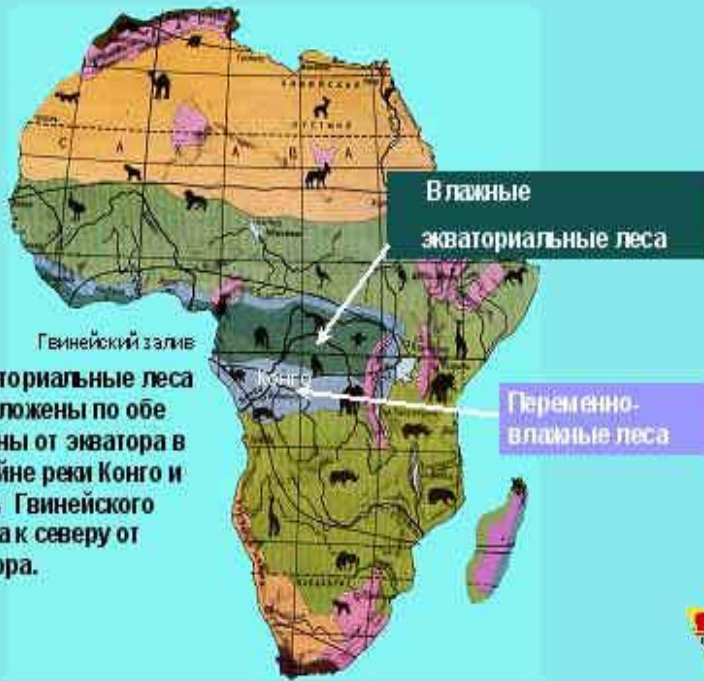 С А Х А Р А
Влажные
экваториальные леса
Гвинейский залив
ториальные леса
ложены по обе
ны от экватора в
йне реки Конго и
Гвинейского
а к северу от
ора.
Конго
Переменно-
влажные леса